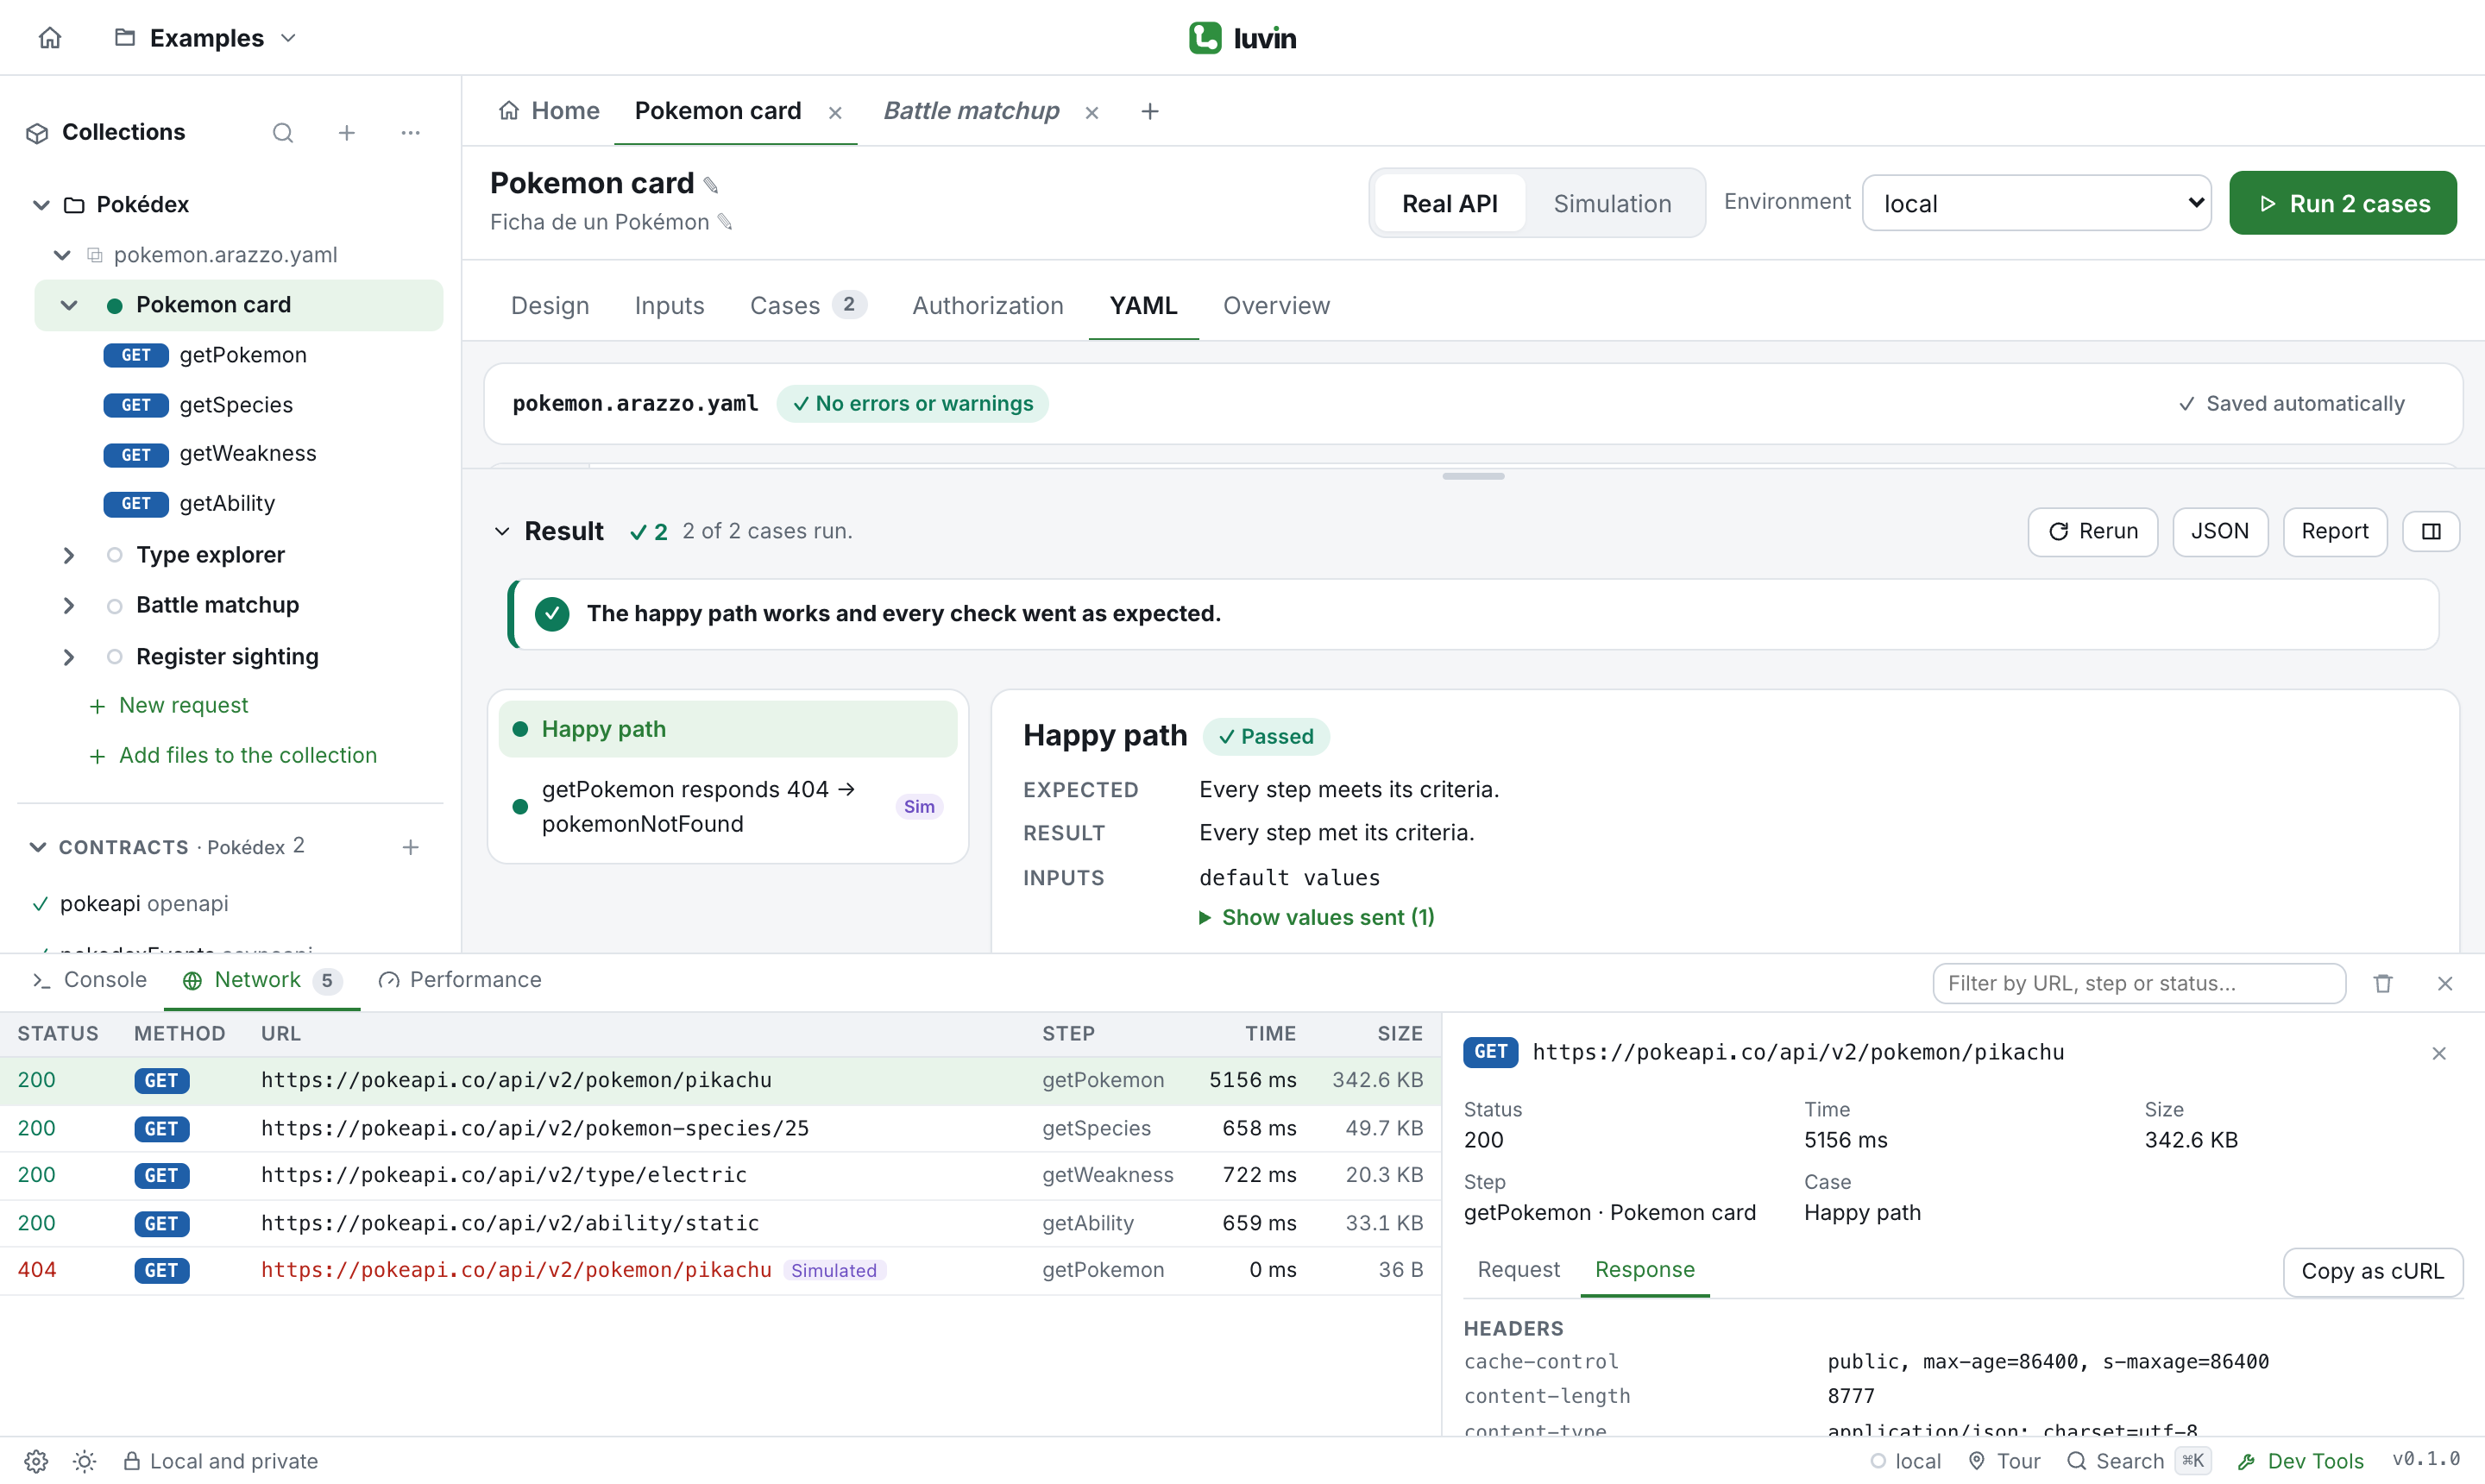 Examples
luvin
Collections
Home
Pokemon card
Battle matchup
Pokédex
pokemon.arazzo.yaml
Pokemon card
GET getPokemon
GET getSpecies
GET getWeakness
GET getAbility
Type explorer
Battle matchup
Register sighting
+ New request
+ Add files to the collection
CONTRACTS · Pokédex 2
pokeapi openapi
Pokemon card
Ficha de un Pokémon
Real API
Simulation
Environment
local
Run 2 cases
Design
Inputs
Cases 2
Authorization
YAML
Overview
pokemon.arazzo.yaml
✓ No errors or warnings
✓ Saved automatically
Result ✓ 2 2 of 2 cases run.
Rerun
JSON
Report
The happy path works and every check went as expected.
Happy path
getPokemon responds 404 →
pokemonNotFound
Sim
Happy path ✓ Passed
EXPECTED Every step meets its criteria.
RESULT Every step met its criteria.
INPUTS default values
Show values sent (1)
Console
Network 5
Performance
Filter by URL, step or status...
STATUS METHOD URL STEP TIME SIZE
200 GET https://pokeapi.co/api/v2/pokemon/pikachu getPokemon 5156 ms 342.6 KB
200 GET https://pokeapi.co/api/v2/pokemon-species/25 getSpecies 658 ms 49.7 KB
200 GET https://pokeapi.co/api/v2/type/electric getWeakness 722 ms 20.3 KB
200 GET https://pokeapi.co/api/v2/ability/static getAbility 659 ms 33.1 KB
404 GET https://pokeapi.co/api/v2/pokemon/pikachu Simulated getPokemon 0 ms 36 B
GET https://pokeapi.co/api/v2/pokemon/pikachu
Status Time Size
200 5156 ms 342.6 KB
Step Case
getPokemon · Pokemon card Happy path
Request
Response
Copy as cURL
HEADERS
cache-control public, max-age=86400, s-maxage=86400
content-length 8777
content-type application/json; charset=utf-8
Local and private
local
Tour
Search ⌘K
Dev Tools
v0.1.0